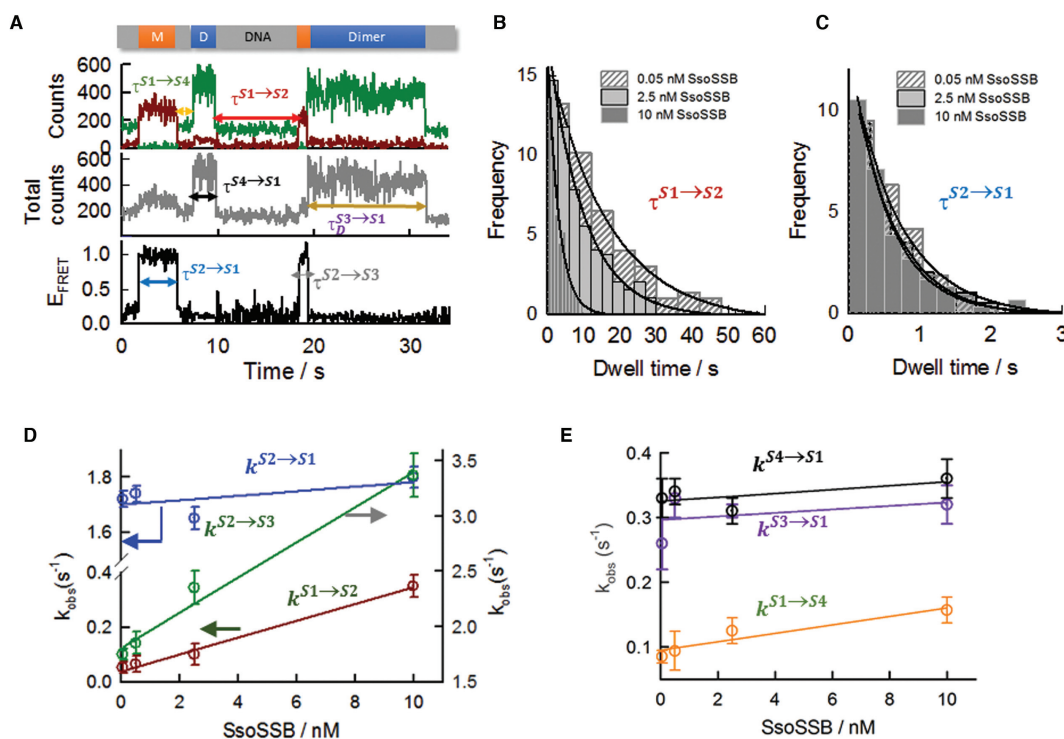 A
M D DNA Dimer
600
400
200
0
Counts
τS1→S4
τS1→S2
600
400
200
Total counts
τS4→S1
τDS3→S1
1.0
0.5
0.0
EFRET
τS2→S1
τS2→S3
0 10 20 30
Time / s
B
15
10
5
0
Frequency
0.05 nM SsoSSB
2.5 nM SsoSSB
10 nM SsoSSB
τS1→S2
0 10 20 30 40 50 60
Dwell time / s
C
10
5
0
Frequency
0.05 nM SsoSSB
2.5 nM SsoSSB
10 nM SsoSSB
τS2→S1
0 1 2 3
Dwell time / s
D
1.8
1.7
1.6
0.4
0.2
0.0
kobs(s-1)
kS2→S1
kS2→S3
kS1→S2
3.5
3.0
2.5
2.0
1.5
kobs(s-1)
0 2 4 6 8 10
SsoSSB / nM
E
0.4
0.3
0.2
0.1
kobs (s-1)
kS4→S1
kS3→S1
kS1→S4
0 2 4 6 8 10
SsoSSB / nM